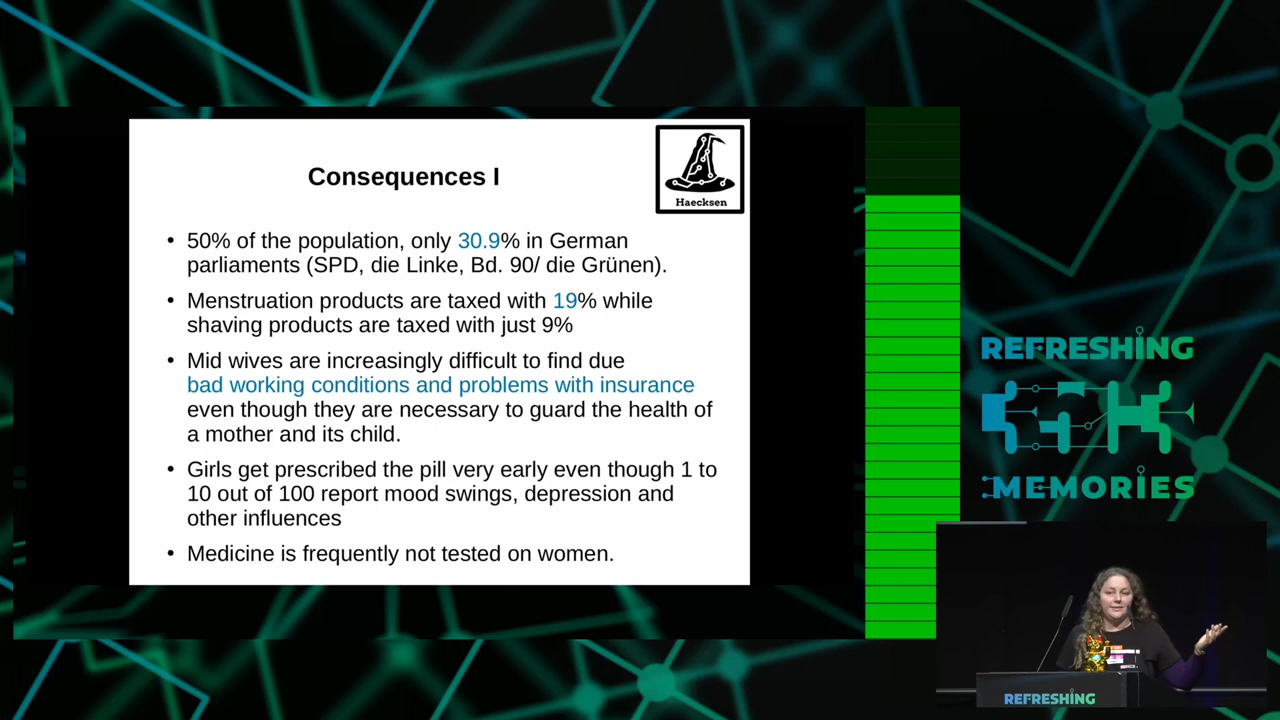 Consequences I
Haecksen
• 50% of the population, only 30.9% in German
parliaments (SPD, die Linke, Bd. 90/ die Grünen).
• Menstruation products are taxed with 19% while
shaving products are taxed with just 9%
• Mid wives are increasingly difficult to find due
bad working conditions and problems with insurance
even though they are necessary to guard the health of
a mother and its child.
• Girls get prescribed the pill very early even though 1 to
10 out of 100 report mood swings, depression and
other influences
• Medicine is frequently not tested on women.
REFRESHING
MEMORIES
REFRESHING